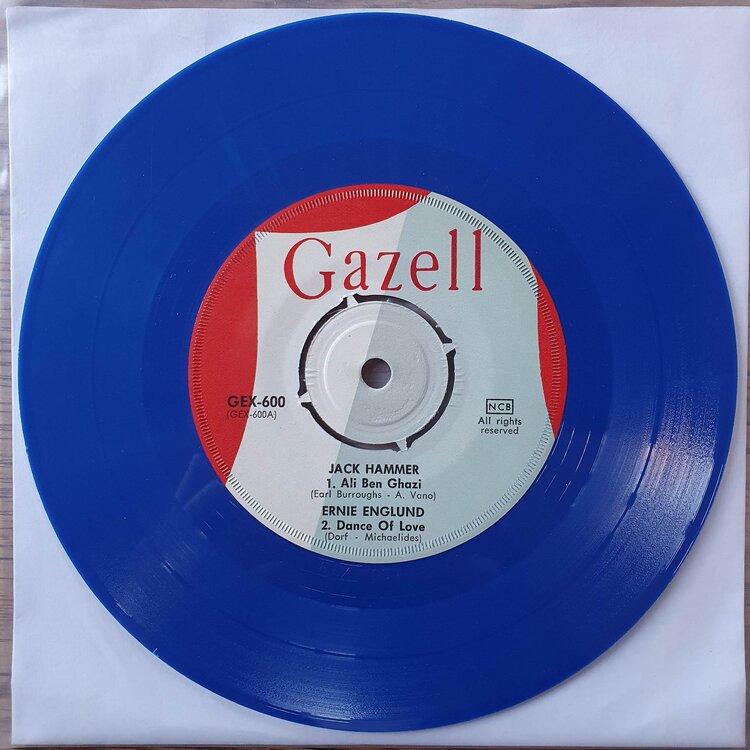 Gazell
GEX-600
(GEX-600A)
NCB
All rights
reserved
JACK HAMMER
1. Ali Ben Ghazi
(Earl Burroughs - A. Vano)
ERNIE ENGLUND
2. Dance Of Love
(Dorf - Michaelides)